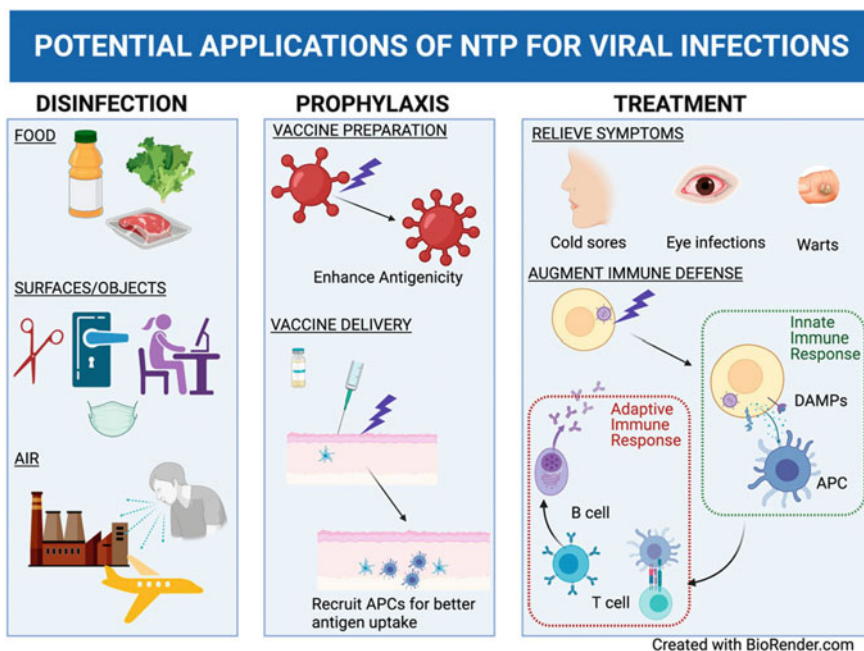 POTENTIAL APPLICATIONS OF NTP FOR VIRAL INFECTIONS
DISINFECTION
FOOD
SURFACES/OBJECTS
AIR
PROPHYLAXIS
VACCINE PREPARATION
Enhance Antigenicity
VACCINE DELIVERY
Recruit APCs for better
antigen uptake
TREATMENT
RELIEVE SYMPTOMS
Cold sores
Eye infections
Warts
AUGMENT IMMUNE DEFENSE
Innate
Immune
Response
DAMPs
APC
Adaptive
Immune
Response
B cell
T cell
Created with BioRender.com